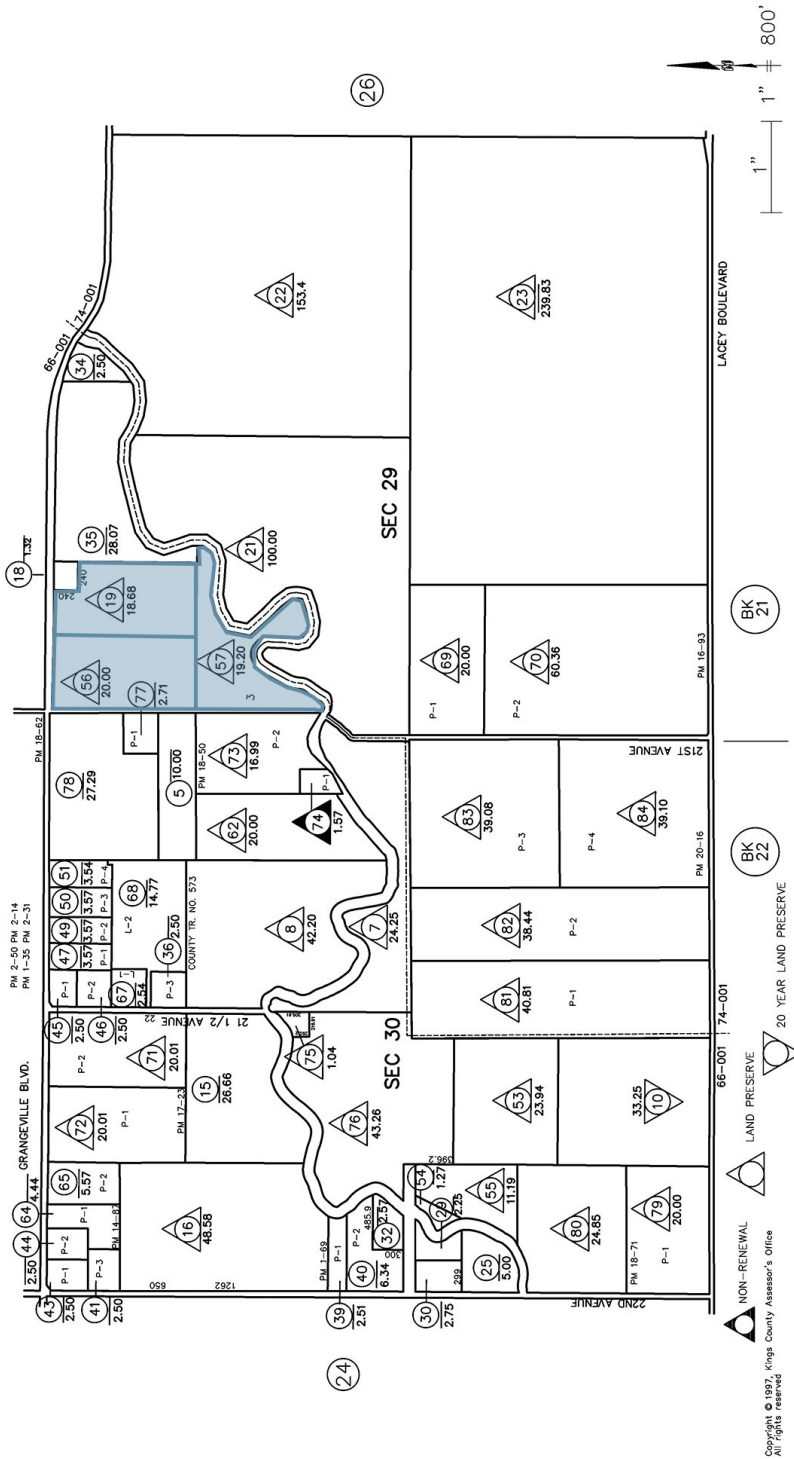 PM 2-50 PM 2-14
PM 1-35 PM 2-31
GRANGEVILLE BLVD.
PM 18-62
18
1.32
66-001
74-001
43
2.50
44
2.50
64
4.44
P-1
P-2
P-1
41
2.50
P-3
PM 14-87
65
5.57
P-2
72
20.01
P-1
PM 17-23
71
20.01
P-2
21 1/2 AVENUE
22
45
2.50
P-1
46
2.50
P-2
47
3.57
P-1
49
3.57
P-2
50
3.57
P-3
51
3.54
P-4
67
2.54
68
14.77
L-2
36
2.50
P-3
COUNTY TR. NO. 573
78
27.29
77
2.71
P-1
5
10.00
56
20.00
19
18.68
240
240
35
28.07
34
2.50
PM 18-50
73
16.99
P-2
62
20.00
74
1.57
P-1
57
19.20
3
21
100.00
22
153.4
26
16
48.58
650
1262
15
26.66
8
42.20
7
24.25
75
1.04
76
43.26
SEC 30
SEC 29
24
PM 1-69
39
2.51
P-1
40
6.34
P-2
485.9
32
2.57
300
30
2.75
299
29
2.25
54
1.27
396.2
25
5.00
55
11.19
53
23.94
33.25
10
80
24.85
PM 18-71
79
20.00
P-1
81
40.81
P-1
82
38.44
P-2
83
39.08
P-3
84
39.10
P-4
PM 20-16
69
20.00
P-1
70
60.36
P-2
PM 16-93
23
239.83
22ND AVENUE
21ST AVENUE
LACEY BOULEVARD
66-001
74-001
BK
22
BK
21
NON-RENEWAL
LAND PRESERVE
20 YEAR LAND PRESERVE
1"
1" = 800'
Copyright © 1997, Kings County Assessor's Office
All rights reserved